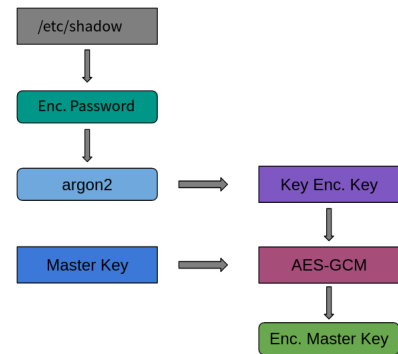 /etc/shadow
Enc. Password
argon2
Key Enc. Key
Master Key
AES-GCM
Enc. Master Key